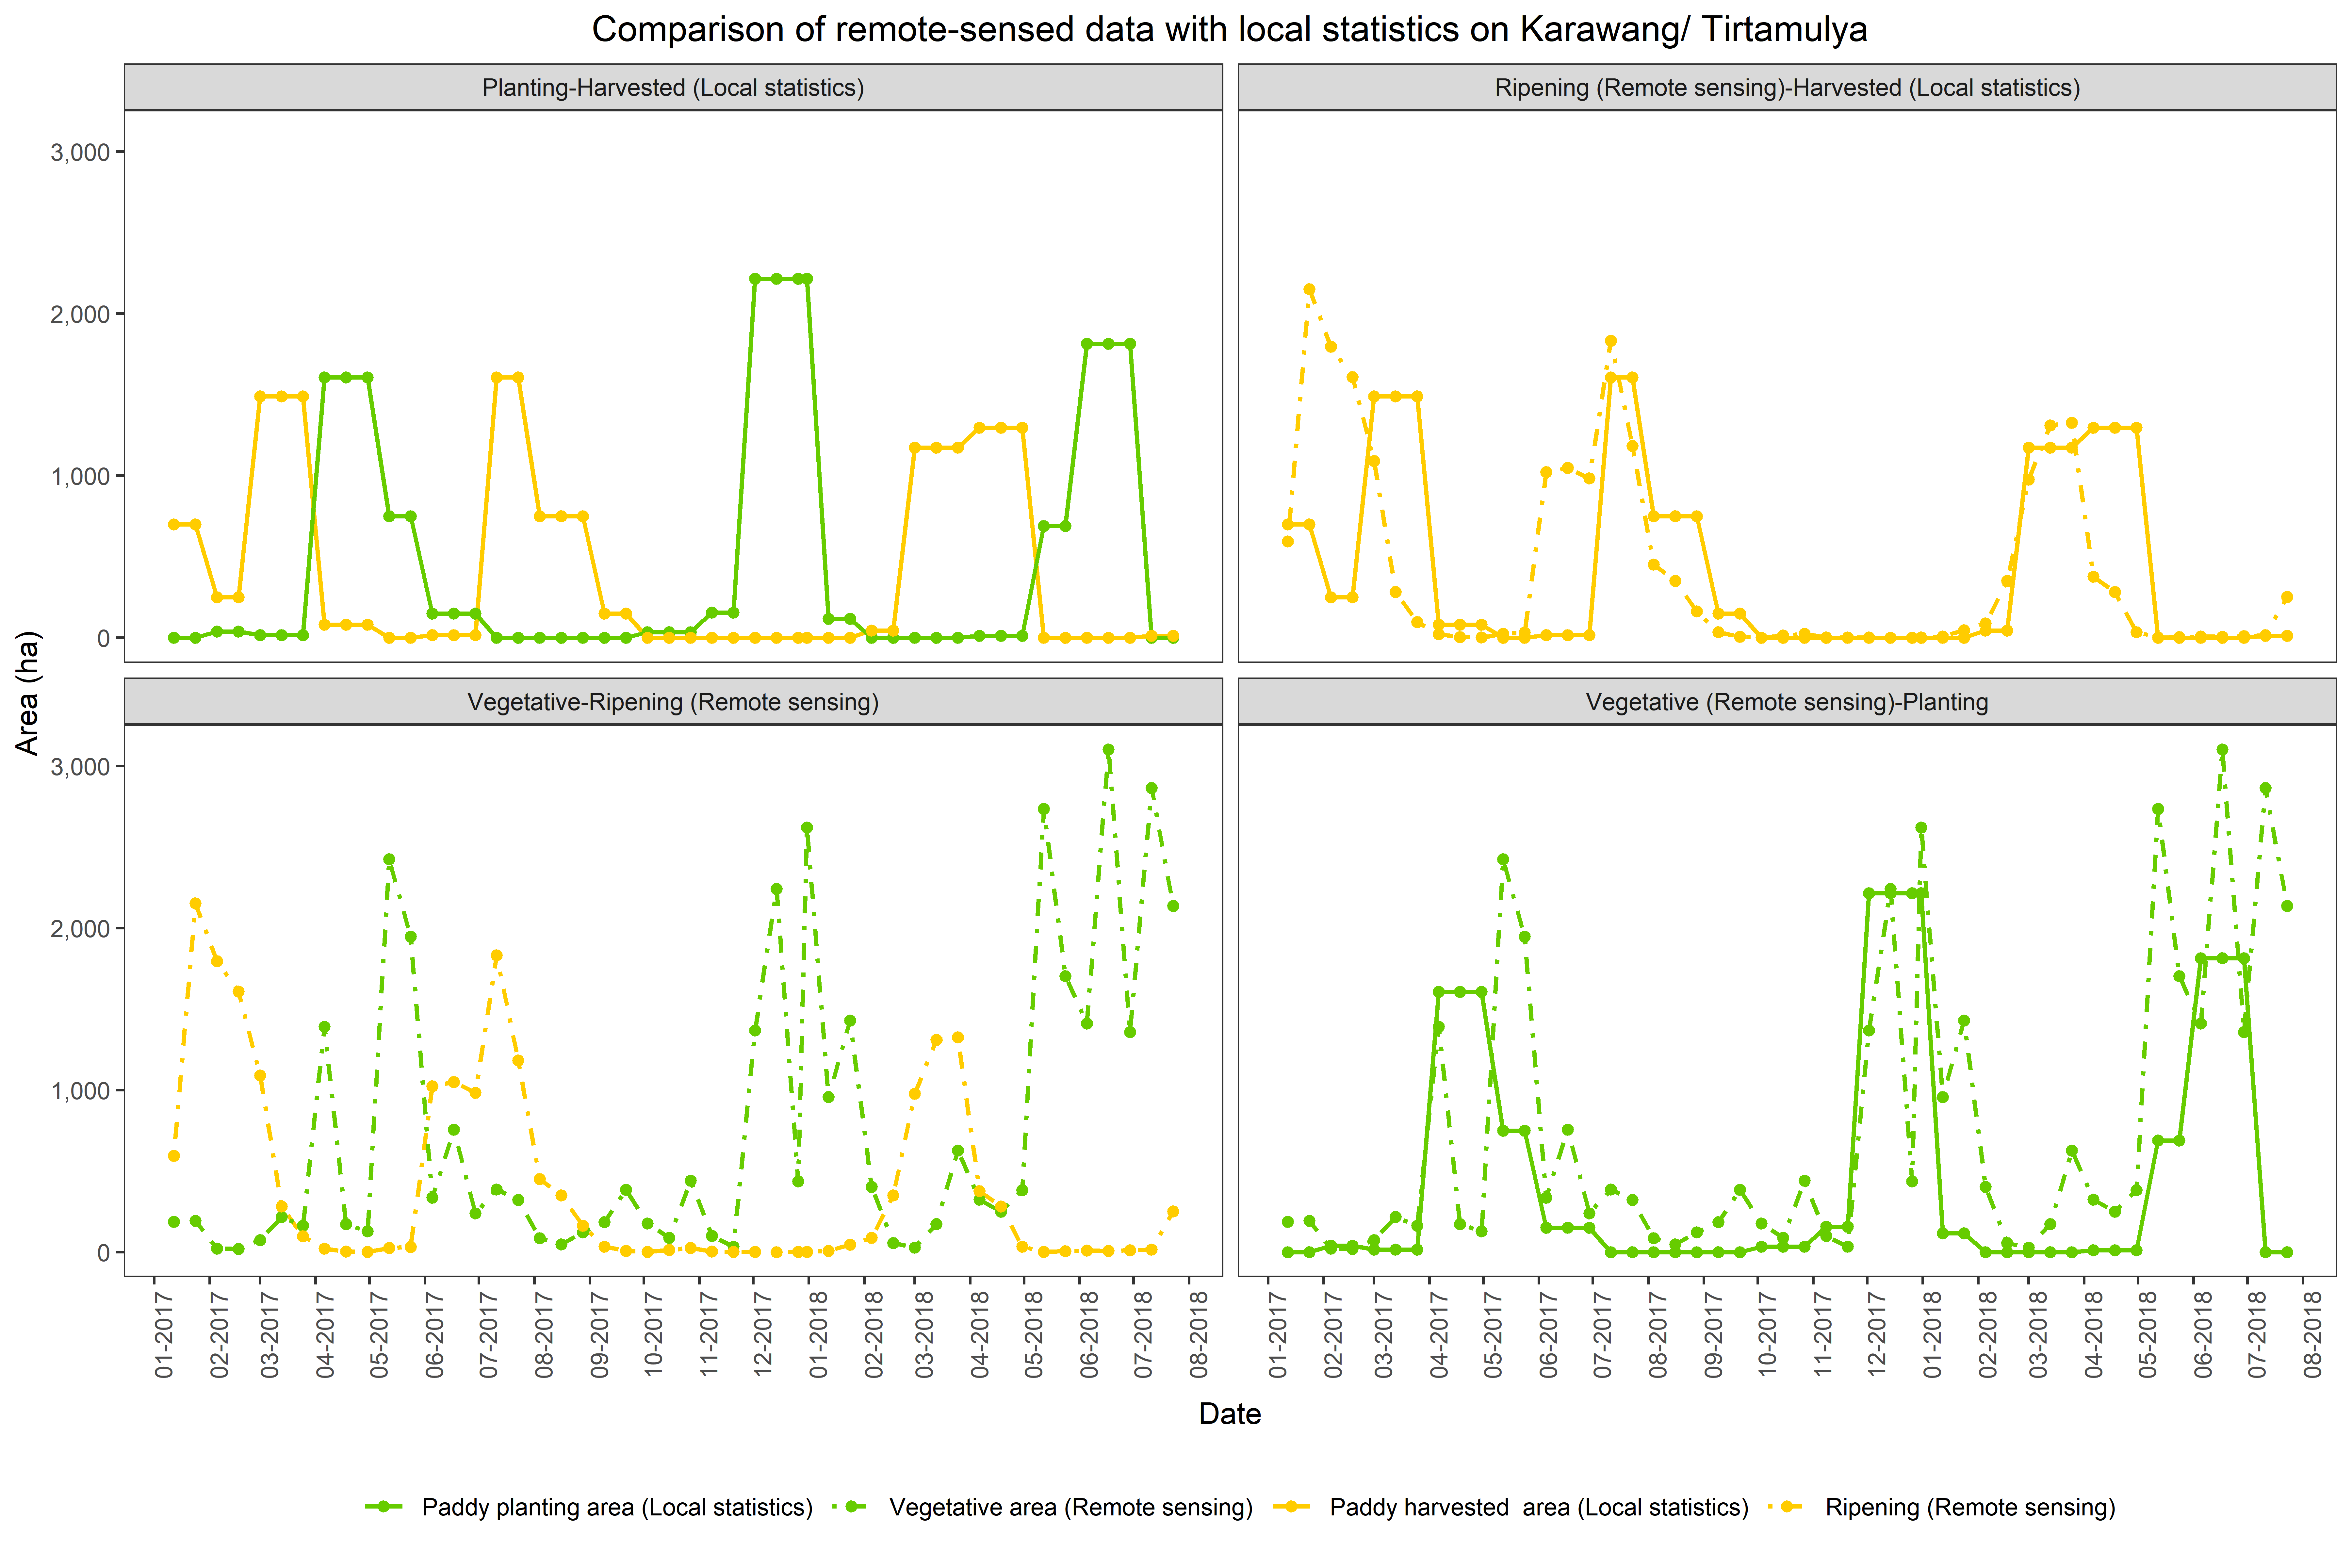 Comparison of remote-sensed data with local statistics on Karawang/ Tirtamulya
Planting-Harvested (Local statistics)
Ripening (Remote sensing)-Harvested (Local statistics)
3,000
2,000
1,000
0
Area (ha)
Vegetative-Ripening (Remote sensing)
Vegetative (Remote sensing)-Planting
3,000
2,000
1,000
0
01-2017 02-2017 03-2017 04-2017 05-2017 06-2017 07-2017 08-2017 09-2017 10-2017 11-2017 12-2017 01-2018 02-2018 03-2018 04-2018 05-2018 06-2018 07-2018 08-2018
01-2017 02-2017 03-2017 04-2017 05-2017 06-2017 07-2017 08-2017 09-2017 10-2017 11-2017 12-2017 01-2018 02-2018 03-2018 04-2018 05-2018 06-2018 07-2018 08-2018
Date
Paddy planting area (Local statistics) Vegetative area (Remote sensing) Paddy harvested  area (Local statistics) Ripening (Remote sensing)